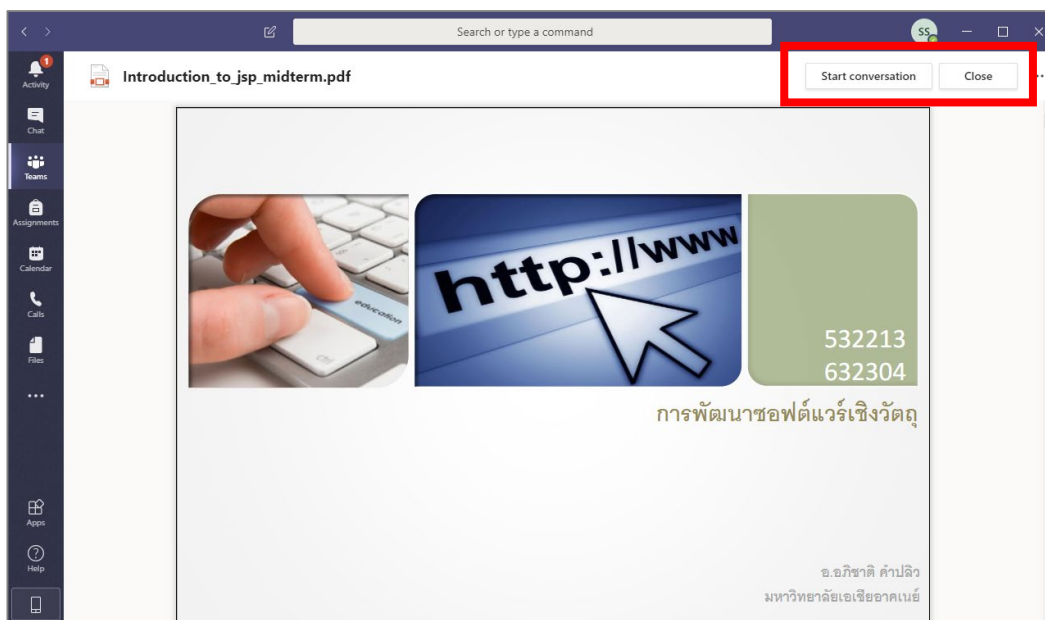 Search or type a command
SS
1
Activity
Introduction_to_jsp_midterm.pdf
Start conversation
Close
Chat
Teams
Assignments
Calendar
Calls
Files
Apps
Help
education
ctrl
http://www
532213
632304
การพัฒนาซอฟต์แวร์เชิงวัตถุ
อ.อภิชาติ คำปลิว
มหาวิทยาลัยเอเชียอาคเนย์